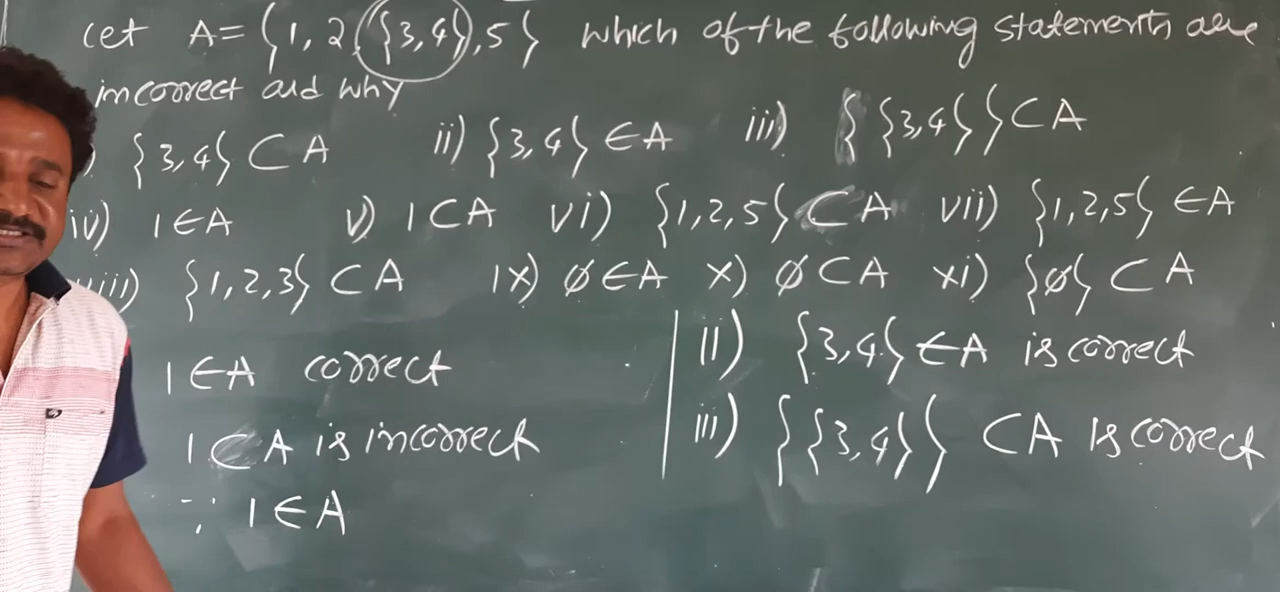 Let A = {1, 2, {3,4}, 5} which of the following statements are
incorrect and why
) {3,4} ⊂ A ii) {3,4} ∈ A iii) {{3,4}} ⊂ A
iv) 1 ∈ A v) 1 ⊂ A vi) {1,2,5} ⊂ A vii) {1,2,5} ∈ A
viii) {1,2,3} ⊂ A ix) ∅ ∈ A x) ∅ ⊂ A xi) {∅} ⊂ A
1 ∈ A correct
1 ⊂ A is incorrect
∵ 1 ∈ A
ii) {3,4} ∈ A is correct
iii) {{3,4}} ⊂ A is correct